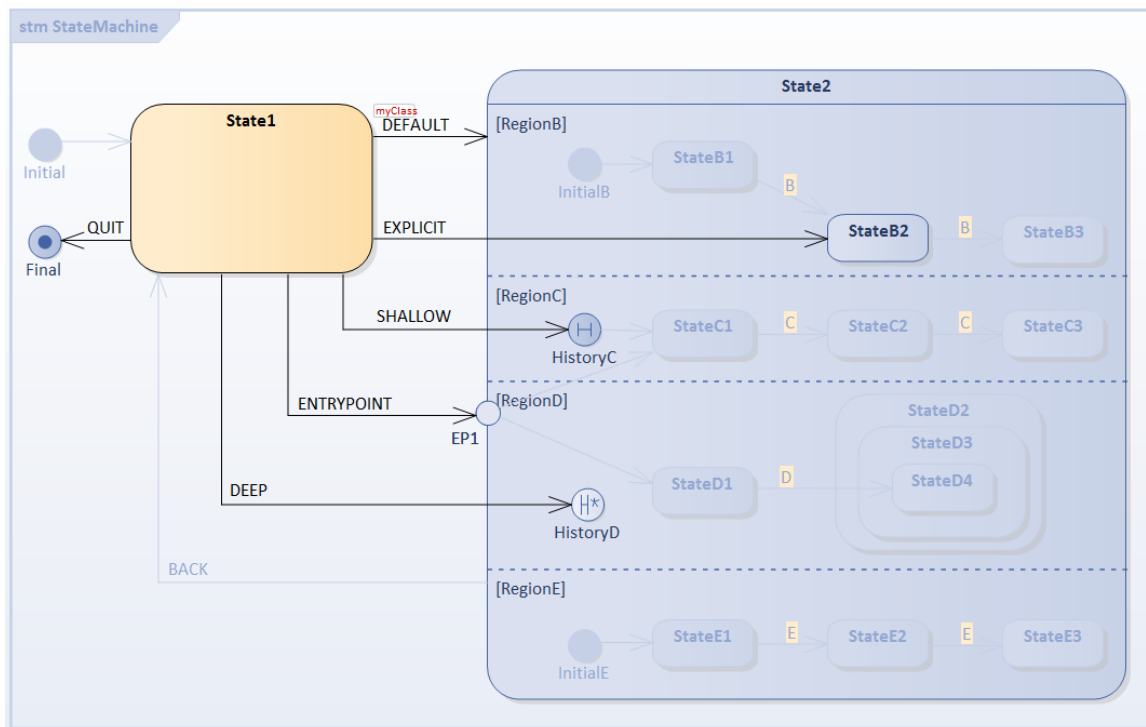 stm StateMachine
State2
State1
myClass
DEFAULT
[RegionB]
Initial
StateB1
InitialB
B
QUIT
EXPLICIT
StateB2
B
StateB3
Final
[RegionC]
SHALLOW
H
HistoryC
StateC1
C
StateC2
C
StateC3
ENTRYPOINT
[RegionD]
EP1
StateD2
StateD3
StateD1
D
StateD4
DEEP
H*
HistoryD
BACK
[RegionE]
InitialE
StateE1
E
StateE2
E
StateE3